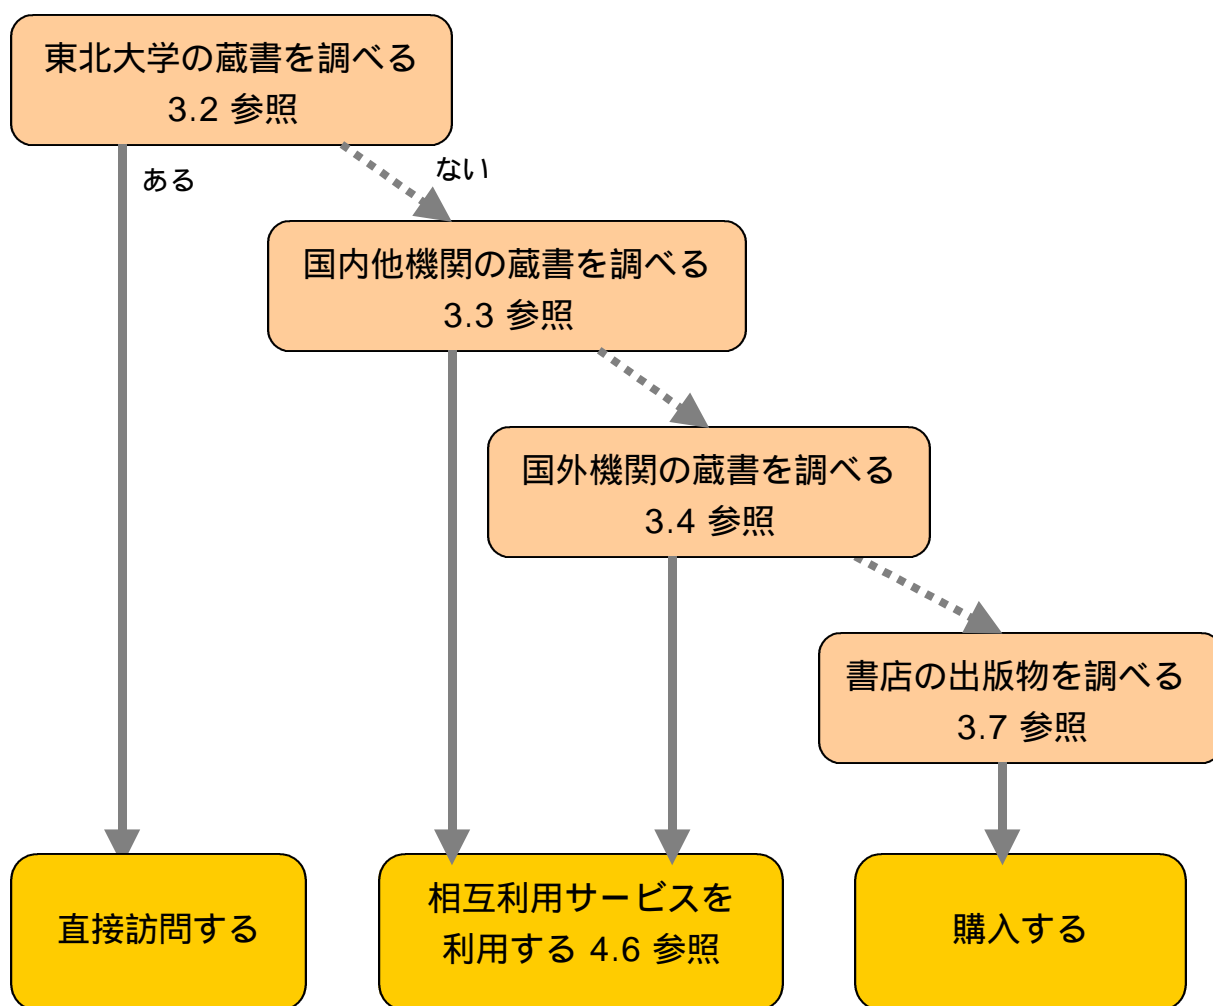 東北大学の蔵書を調べる
3.2 参照
ある
ない
国内他機関の蔵書を調べる
3.3 参照
国外機関の蔵書を調べる
3.4 参照
書店の出版物を調べる
3.7 参照
直接訪問する
相互利用サービスを
利用する 4.6 参照
購入する